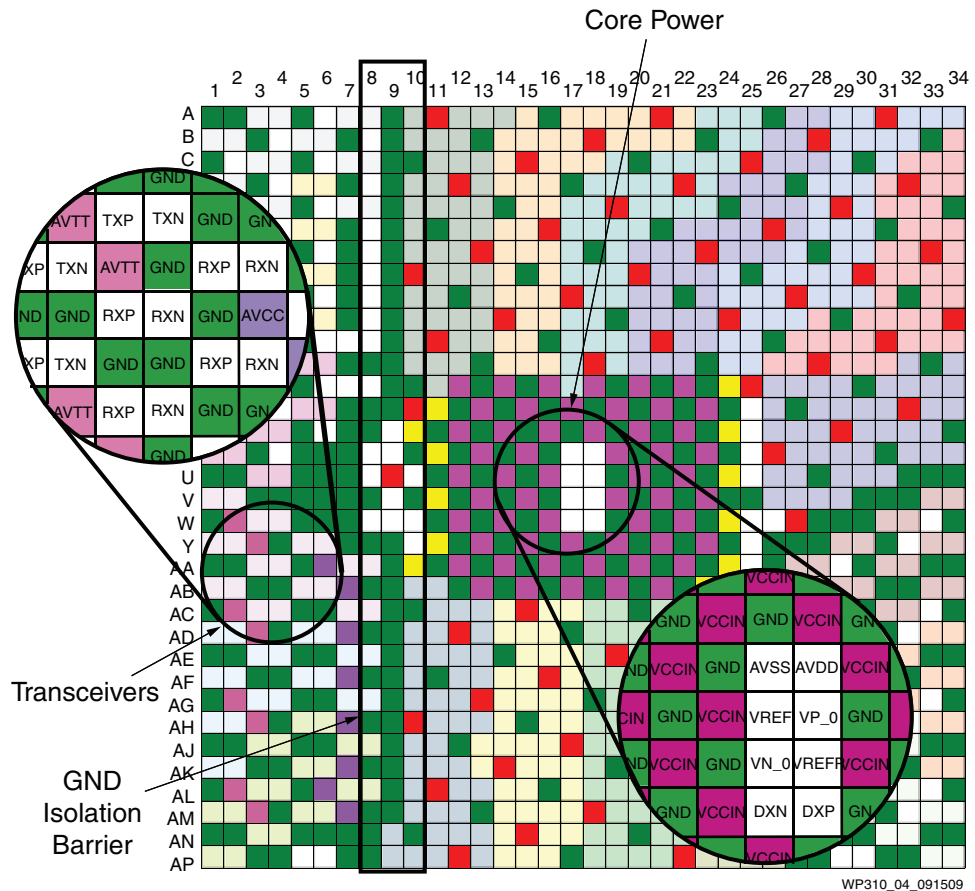 Core Power
2 4 6 8 10 12 14 16 18 20 22 24 26 28 30 32 34
1 3 5 7 9 11 13 15 17 19 21 23 25 27 29 31 33
A
B
C
GND
AVTT TXP TXN GND GN
XP TXN AVTT GND RXP RXN
ND GND RXP RXN GND AVCC
XP TXN GND GND RXP RXN
AVTT RXP RXN GND GN
GND
U
V
W
Y
AA
AB
AC
AD
AE
AF
AG
AH
AJ
AK
AL
AM
AN
AP
Transceivers
GND
Isolation
Barrier
VCCIN
GND VCCIN GND VCCIN GN
ND VCCIN GND AVSS AVDD VCCIN
CIN GND VCCIN VREF VP_0 GND
ND VCCIN GND VN_0 VREFP VCCIN
GND VCCIN DXN DXP GN
VCCIN
WP310_04_091509